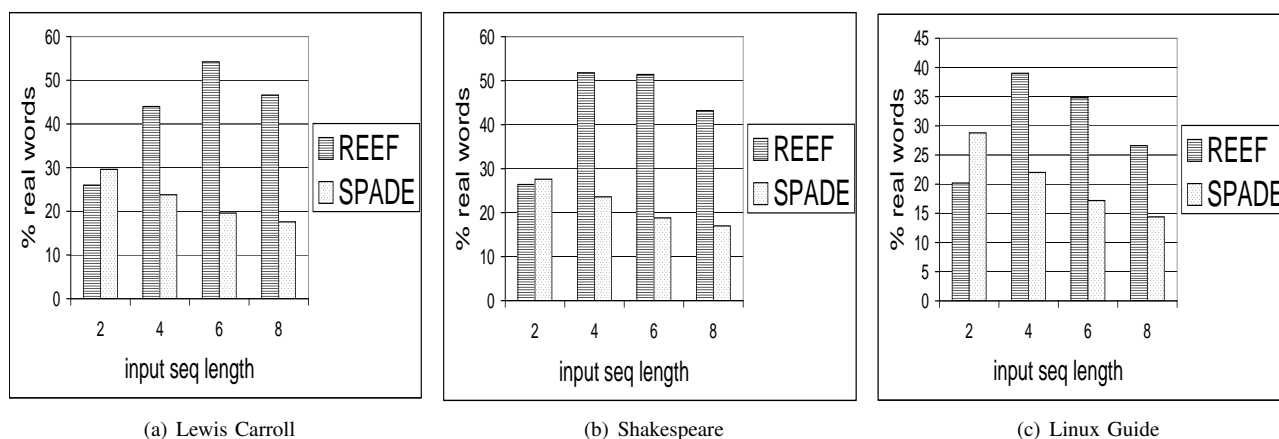 60
50
40
30
20
10
0
% real words
2 4 6 8
input seq length
REEF
SPADE
(a) Lewis Carroll
60
50
40
30
20
10
0
% real words
2 4 6 8
input seq length
REEF
SPADE
(b) Shakespeare
45
40
35
30
25
20
15
10
5
0
% real words
2 4 6 8
input seq length
REEF
SPADE
(c) Linux Guide